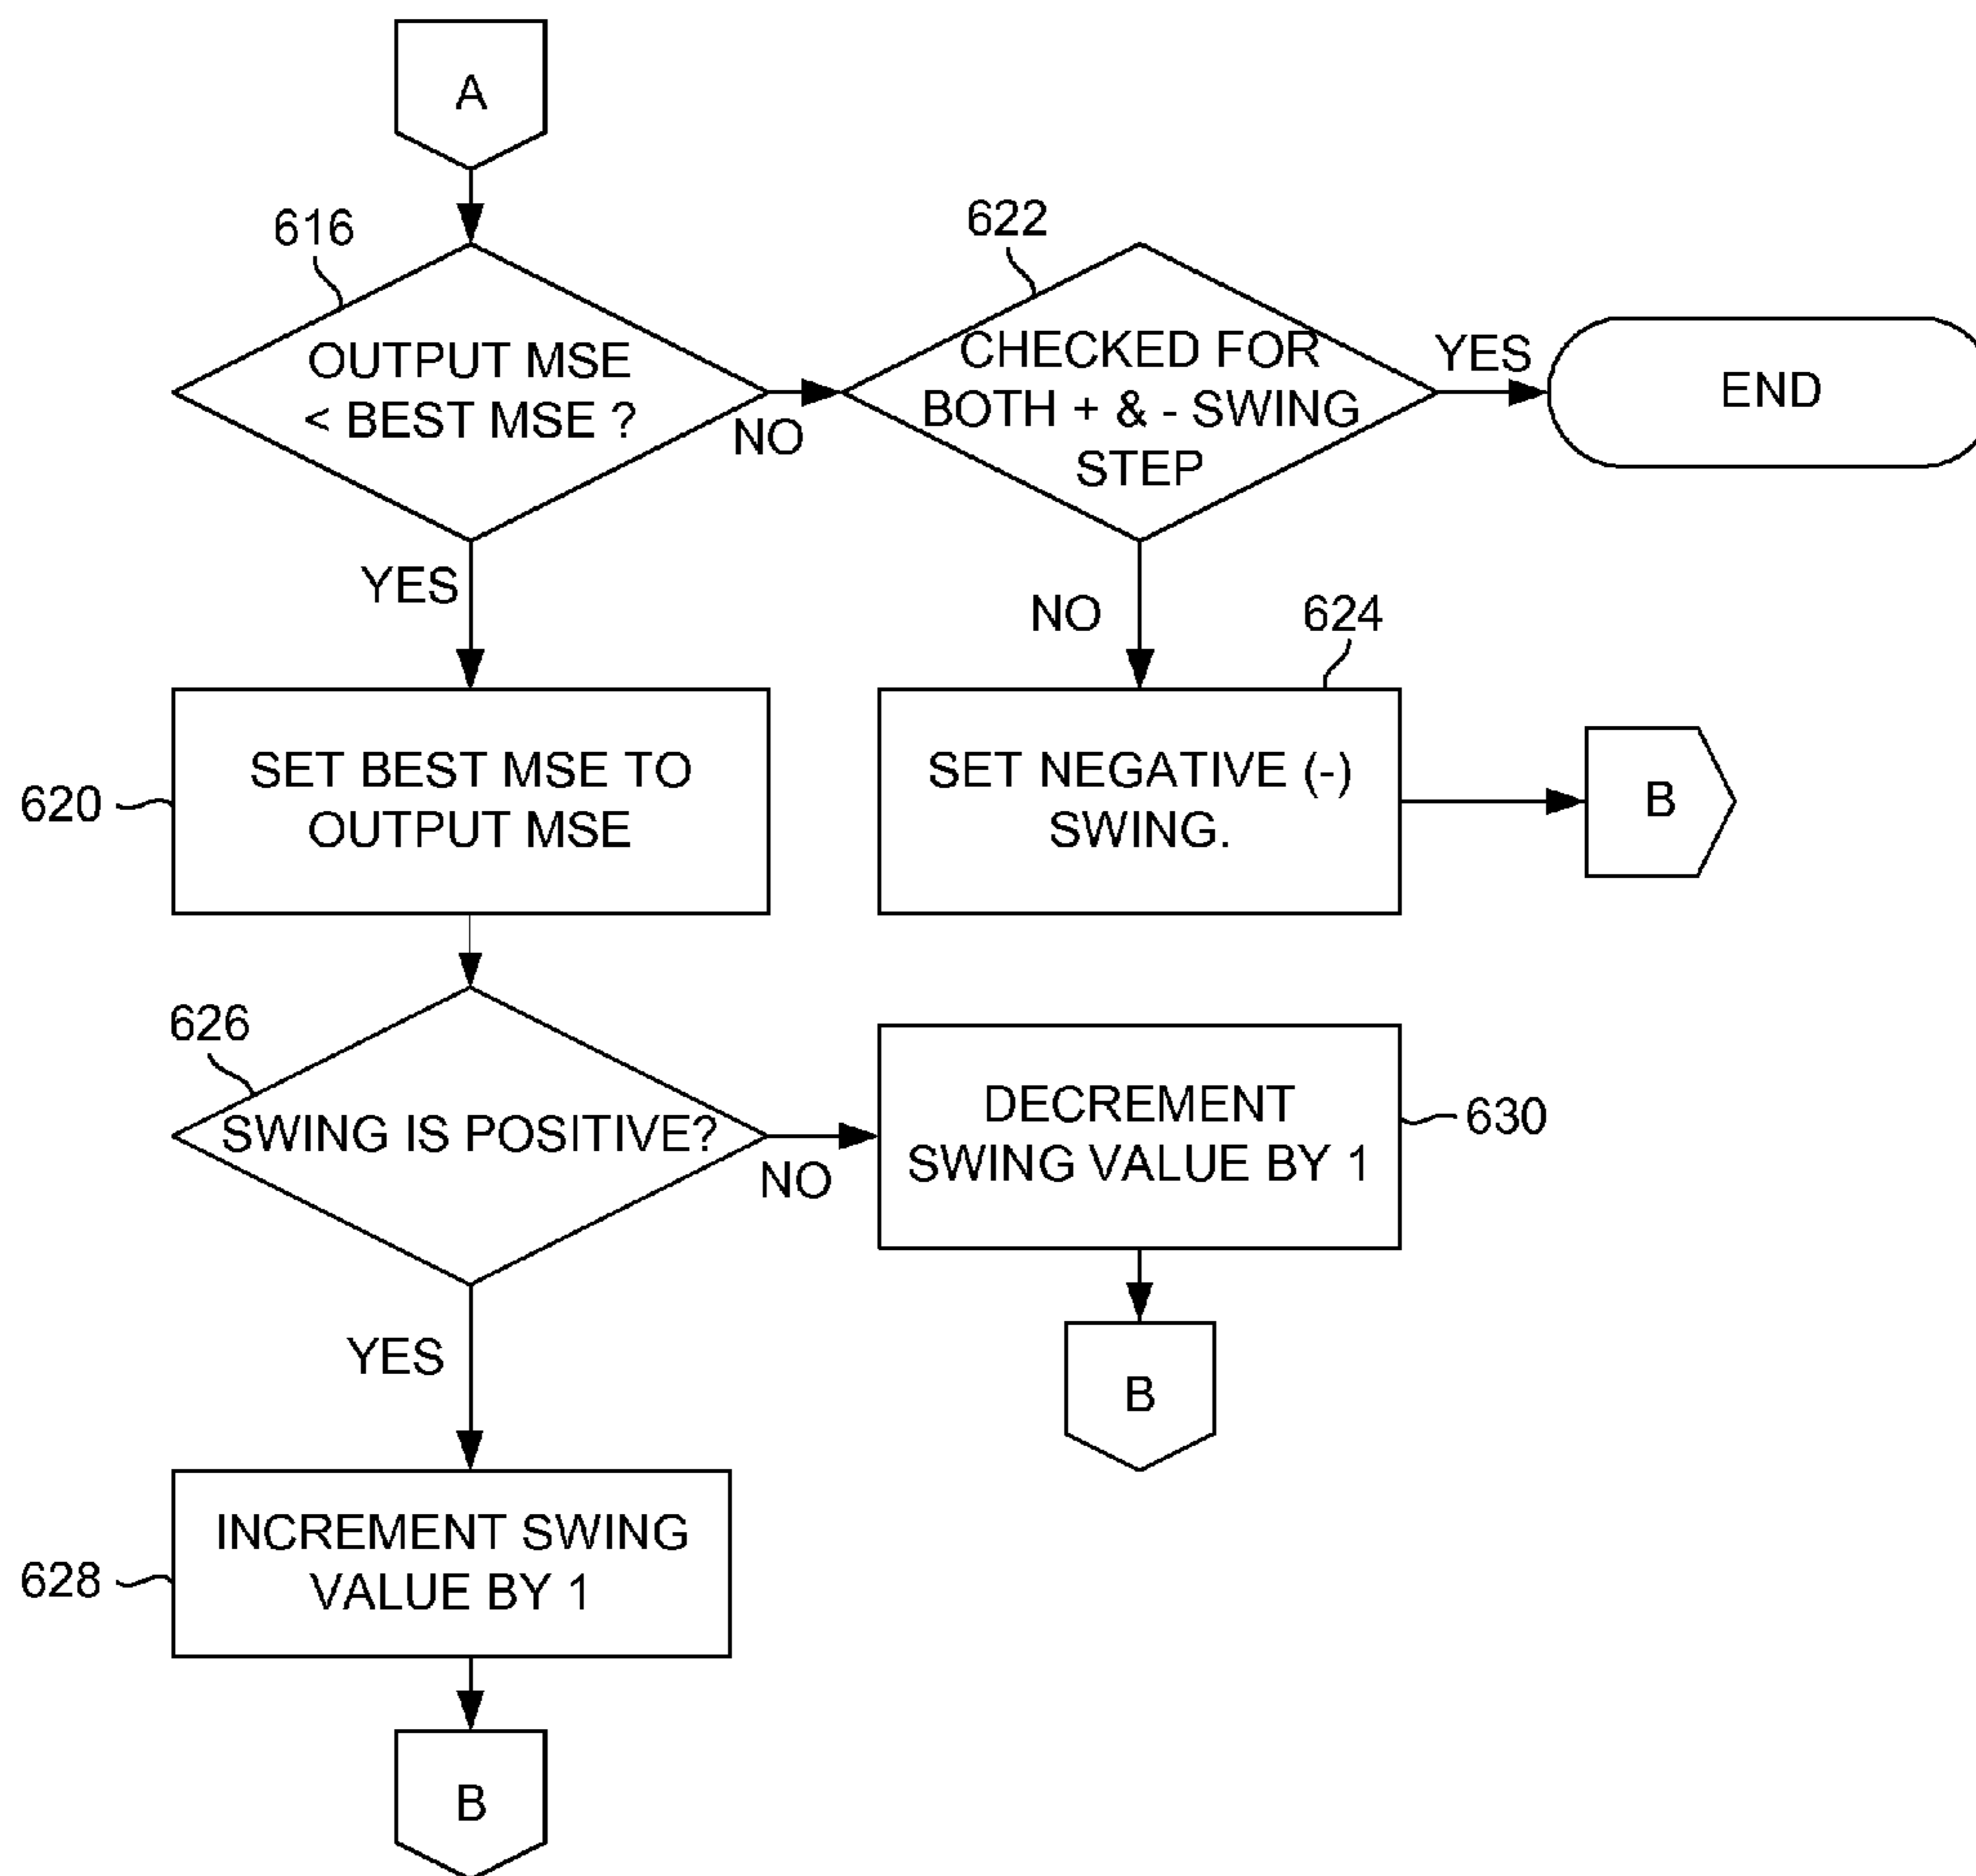 A
616
OUTPUT MSE
< BEST MSE ?
NO
YES
622
CHECKED FOR
BOTH + & - SWING
STEP
YES
END
NO
624
SET NEGATIVE (-)
SWING.
B
620
SET BEST MSE TO
OUTPUT MSE
626
SWING IS POSITIVE?
NO
DECREMENT
SWING VALUE BY 1
630
B
YES
628
INCREMENT SWING
VALUE BY 1
B